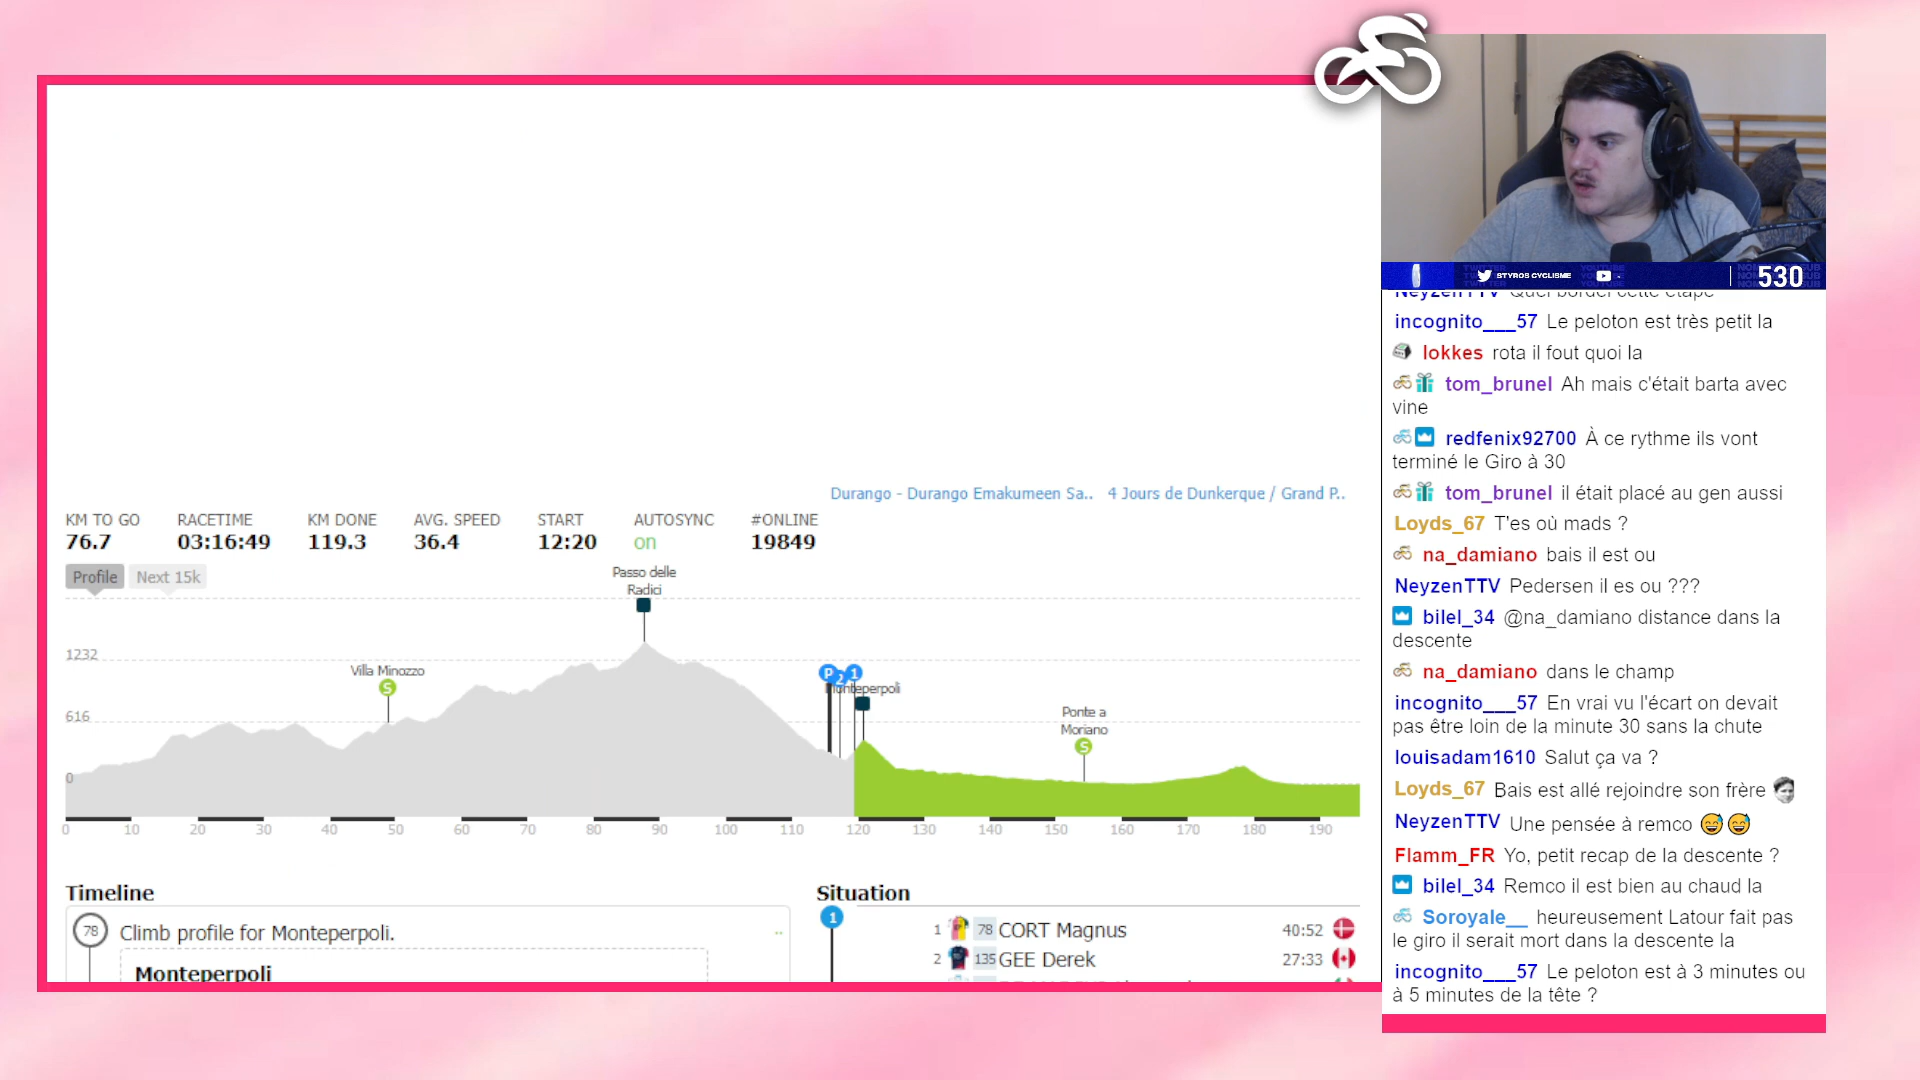 STYROS CYCLISME
530
Durango - Durango Emakumeen Sa.. 4 Jours de Dunkerque / Grand P..
KM TO GO RACETIME KM DONE AVG. SPEED START AUTOSYNC #ONLINE
76.7 03:16:49 119.3 36.4 12:20 on 19849
Profile Next 15k
Passo delle
Radici
1232
Villa Minozzo
S
P 2 1
616
Ponte a
Moriano
S
0
0 10 20 30 40 50 60 70 80 90 100 110 120 130 140 150 160 170 180 190
Timeline
78 Climb profile for Monteperpoli.
Monteperpoli
Situation
1
1 78 CORT Magnus 40:52
2 135 GEE Derek 27:33
NeyzenTTV Quel bordel cette étape
incognito___57 Le peloton est très petit la
lokkes rota il fout quoi la
tom_brunel Ah mais c'était barta avec
vine
redfenix92700 À ce rythme ils vont
terminé le Giro à 30
tom_brunel il était placé au gen aussi
Loyds_67 T'es où mads ?
na_damiano bais il est ou
NeyzenTTV Pedersen il es ou ???
bilel_34 @na_damiano distance dans la
descente
na_damiano dans le champ
incognito___57 En vrai vu l'écart on devait
pas être loin de la minute 30 sans la chute
louisadam1610 Salut ça va ?
Loyds_67 Bais est allé rejoindre son frère
NeyzenTTV Une pensée à remco 😅😅
Flamm_FR Yo, petit recap de la descente ?
bilel_34 Remco il est bien au chaud la
Soroyale__ heureusement Latour fait pas
le giro il serait mort dans la descente la
incognito___57 Le peloton est à 3 minutes ou
à 5 minutes de la tête ?